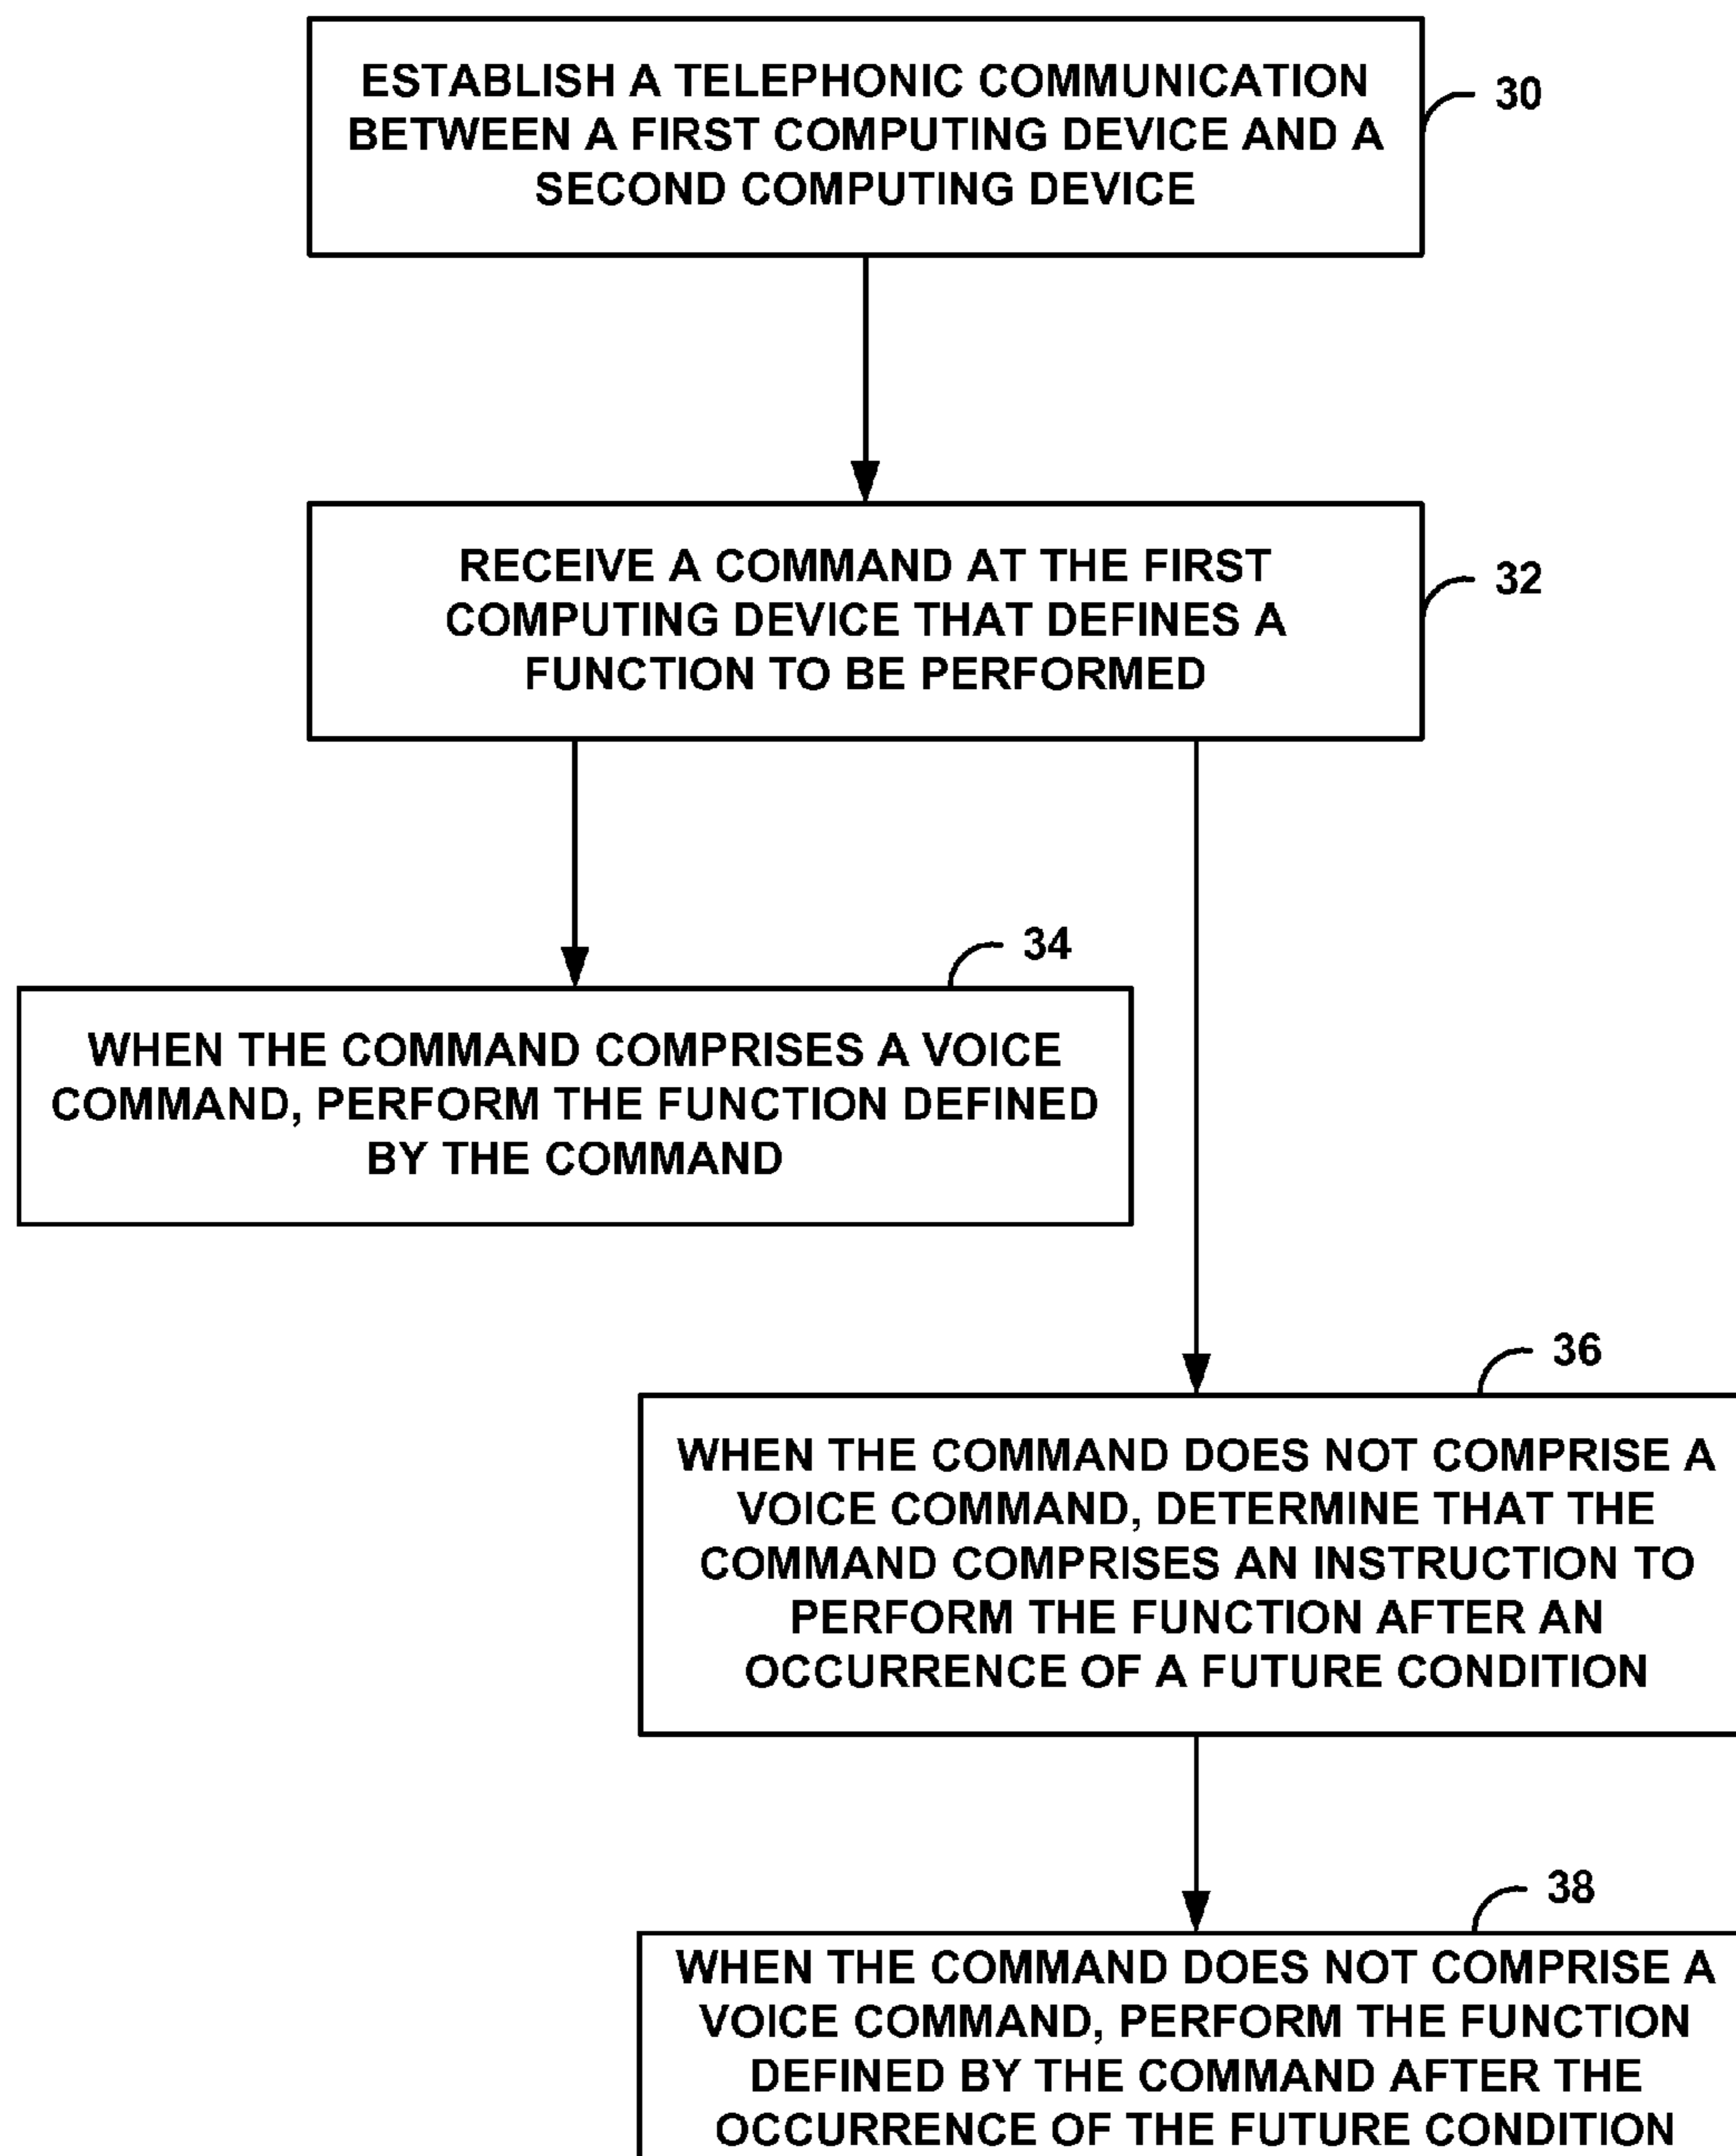 ESTABLISH A TELEPHONIC COMMUNICATION
BETWEEN A FIRST COMPUTING DEVICE AND A
SECOND COMPUTING DEVICE
30
RECEIVE A COMMAND AT THE FIRST
COMPUTING DEVICE THAT DEFINES A
FUNCTION TO BE PERFORMED
32
34
WHEN THE COMMAND COMPRISES A VOICE
COMMAND, PERFORM THE FUNCTION DEFINED
BY THE COMMAND
36
WHEN THE COMMAND DOES NOT COMPRISE A
VOICE COMMAND, DETERMINE THAT THE
COMMAND COMPRISES AN INSTRUCTION TO
PERFORM THE FUNCTION AFTER AN
OCCURRENCE OF A FUTURE CONDITION
38
WHEN THE COMMAND DOES NOT COMPRISE A
VOICE COMMAND, PERFORM THE FUNCTION
DEFINED BY THE COMMAND AFTER THE
OCCURRENCE OF THE FUTURE CONDITION